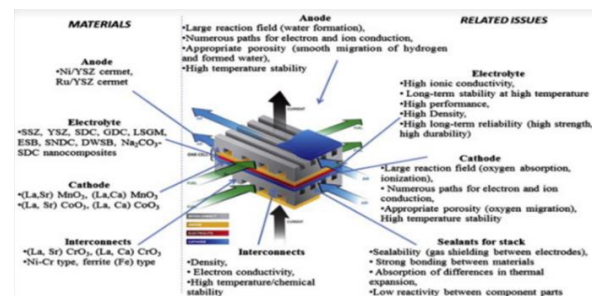 MATERIALS
Anode
•Ni/YSZ cermet,
Ru/YSZ cermet
Electrolyte
•SSZ, YSZ, SDC, GDC, LSGM,
ESB, SNDC, DWSB, Na₂CO₃-
SDC nanocomposites
Cathode
•(La,Sr) MnO₃, (La,Ca) MnO₃
•(La, Sr) CoO₃, (La, Ca) CoO₃
Interconnects
•(La, Sr) CrO₃, (La, Ca) CrO₃
•Ni-Cr type, ferrite (Fe) type
Anode
•Large reaction field (water formation),
•Numerous paths for electron and ion
conduction,
•Appropriate porosity (smooth migration of hydrogen
and formed water),
•High temperature stability
CURRENT
FUEL
AIR
CURRENT
Interconnects
•Density,
• Electron conductivity,
• High temperature/chemical
stability
RELATED ISSUES
Electrolyte
•High ionic conductivity,
• Long-term stability at high temperature
•High performance,
• High Density,
•High long-term reliability (high strength,
high durability)
Cathode
•Large reaction field (oxygen absorption,
ionization),
• Numerous paths for electron and ion
conduction,
•Appropriate porosity (oxygen migration),
High temperature stability
Sealants for stack
•Sealability (gas shielding between electrodes),
• Strong bonding between materials
• Absorption of differences in thermal
expansion,
•Low reactivity between component parts